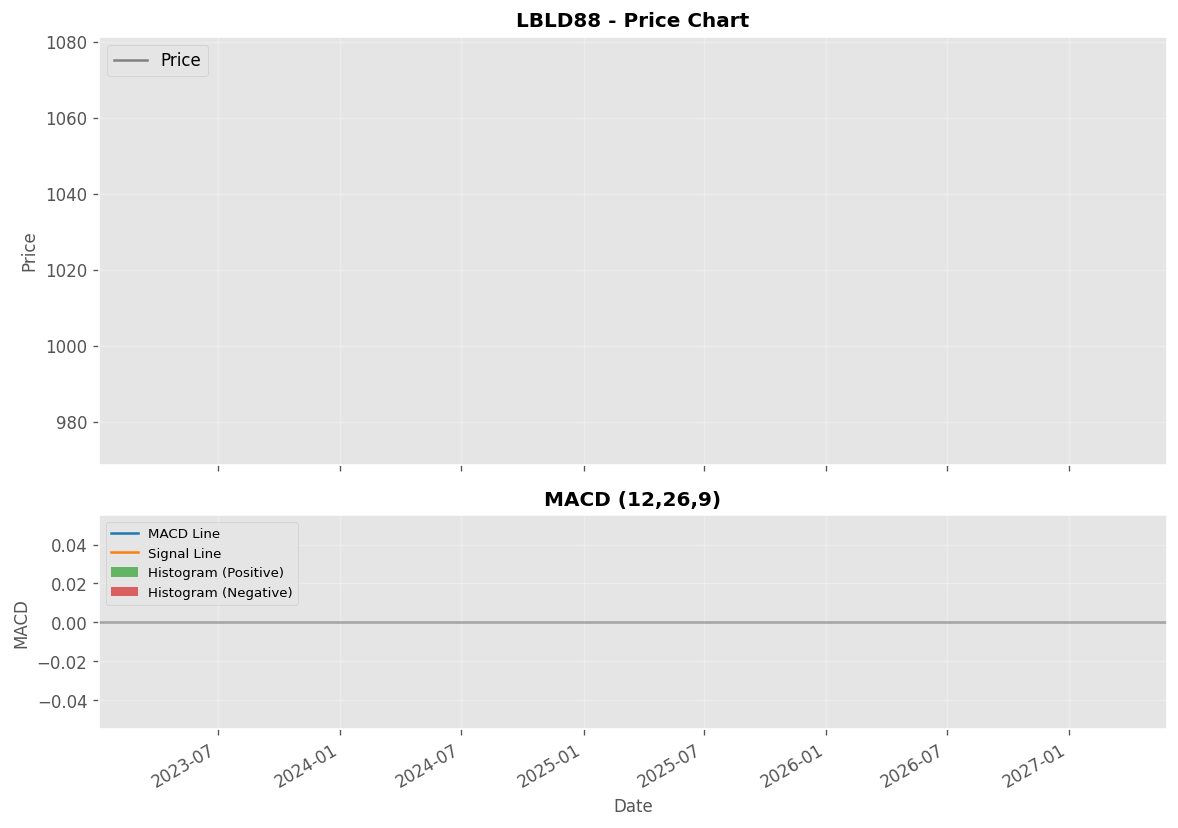 LBLD88 - Price Chart
1080
1060
1040
1020
1000
980
Price
Price
MACD (12,26,9)
MACD Line
Signal Line
Histogram (Positive)
Histogram (Negative)
0.04
0.02
0.00
−0.02
−0.04
MACD
2023-07
2024-01
2024-07
2025-01
2025-07
2026-01
2026-07
2027-01
Date